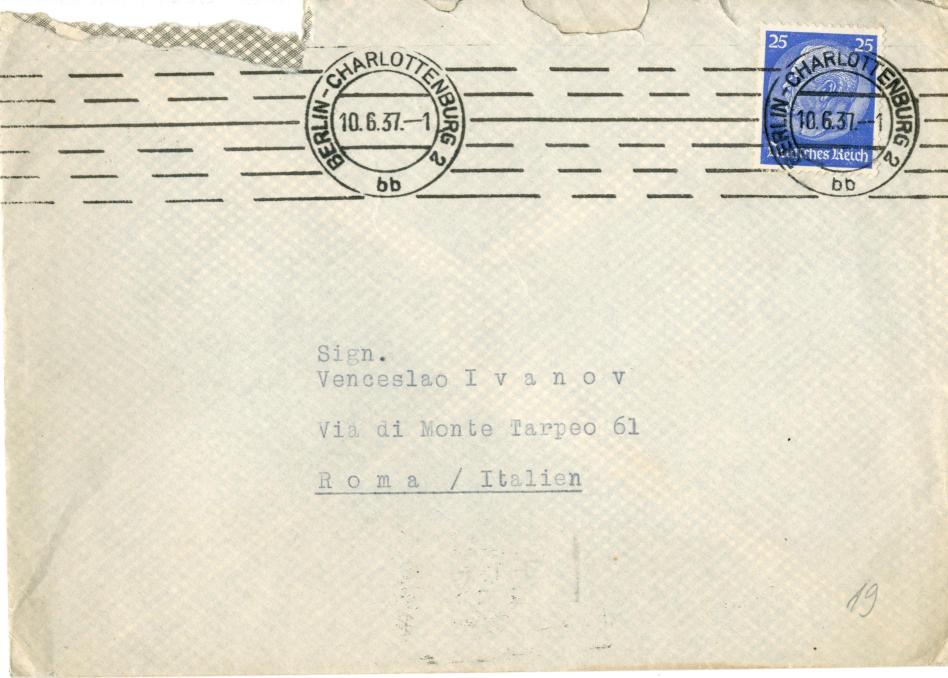 BERLIN-CHARLOTTENBURG 2
10.6.37.-1
bb
25 25
Deutsches Reich
BERLIN-CHARLOTTENBURG 2
10.6.37.-1
bb
Sign.
Venceslao I v a n o v
Via di Monte Tarpeo 61
R o m a / Italien
19